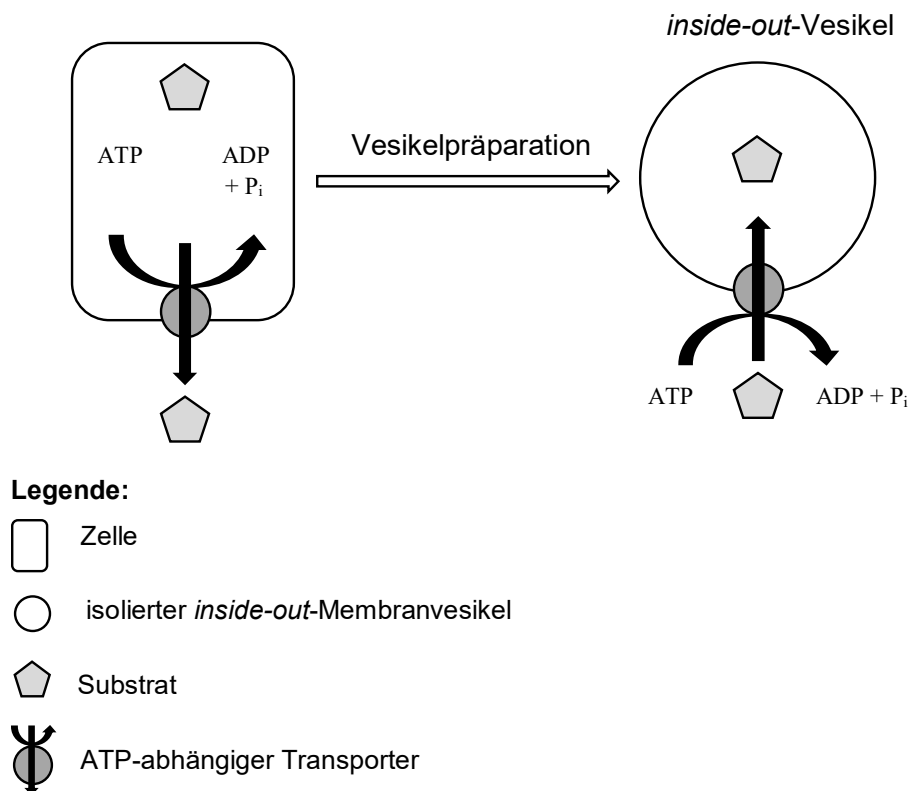 inside-out-Vesikel
ATP
ADP
+ Pi
Vesikelpräparation
ATP
ADP + Pi
Legende:
Zelle
isolierter inside-out-Membranvesikel
Substrat
ATP-abhängiger Transporter